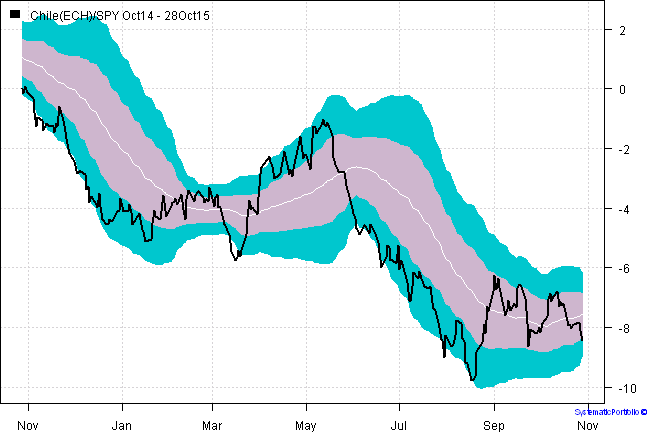 Chile(ECH)/SPY Oct14 - 28Oct15
2
0
-2
-4
-6
-8
-10
Nov Jan Mar May Jul Sep Nov
SystematicPortfolio ©